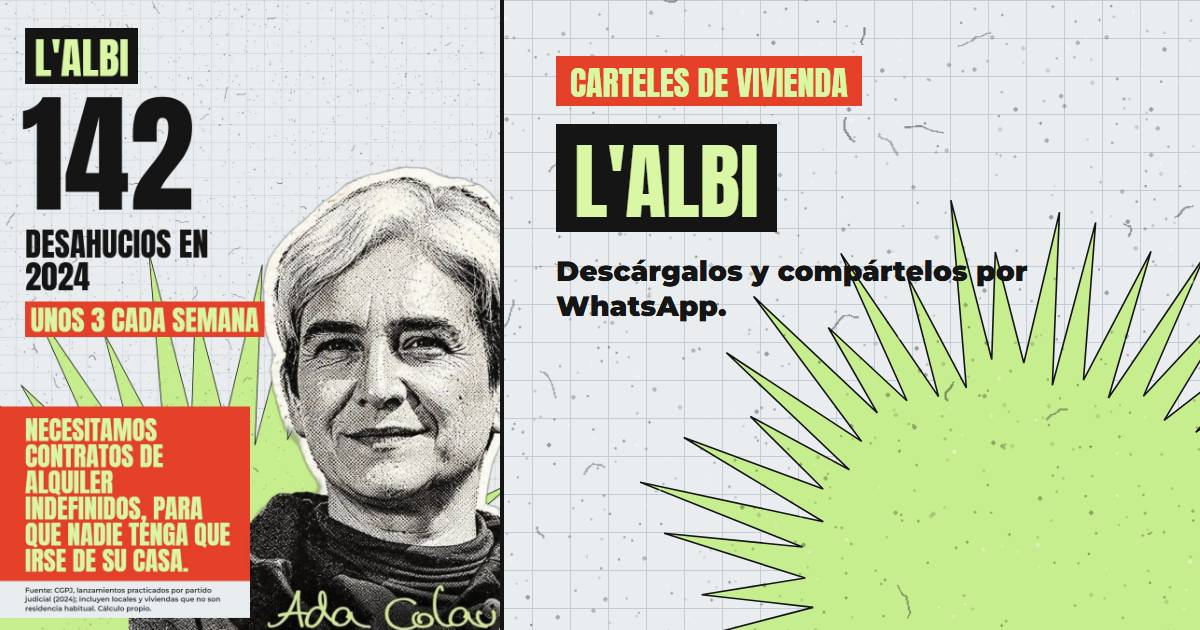 L'ALBI
142
DESAHUCIOS EN
2024
UNOS 3 CADA SEMANA
NECESITAMOS
CONTRATOS DE
ALQUILER
INDEFINIDOS, PARA
QUE NADIE TENGA QUE
IRSE DE SU CASA.
Fuente: CGPJ, lanzamientos practicados por partido
judicial (2024); incluyen locales y viviendas que no son
residencia habitual. Cálculo propio.
Ada Colau
CARTELES DE VIVIENDA
L'ALBI
Descárgalos y compártelos por
WhatsApp.